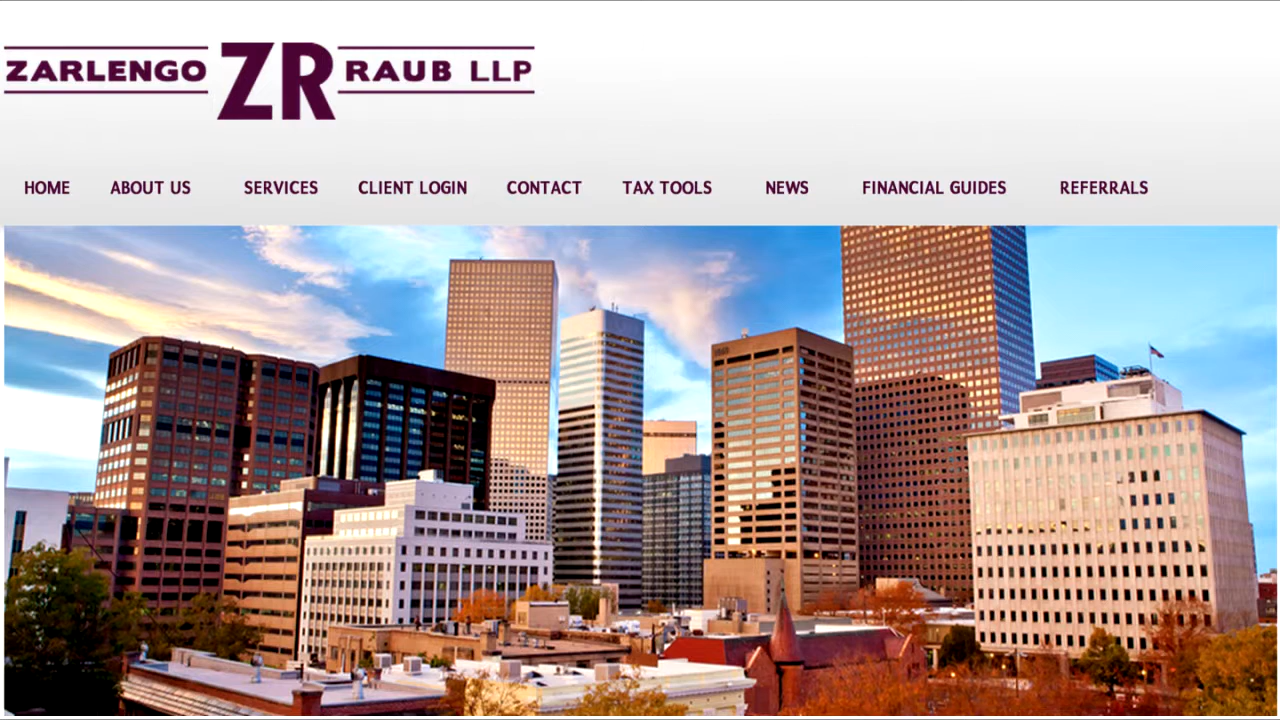 ZARLENGO ZR RAUB LLP
HOME ABOUT US SERVICES CLIENT LOGIN CONTACT TAX TOOLS NEWS FINANCIAL GUIDES REFERRALS